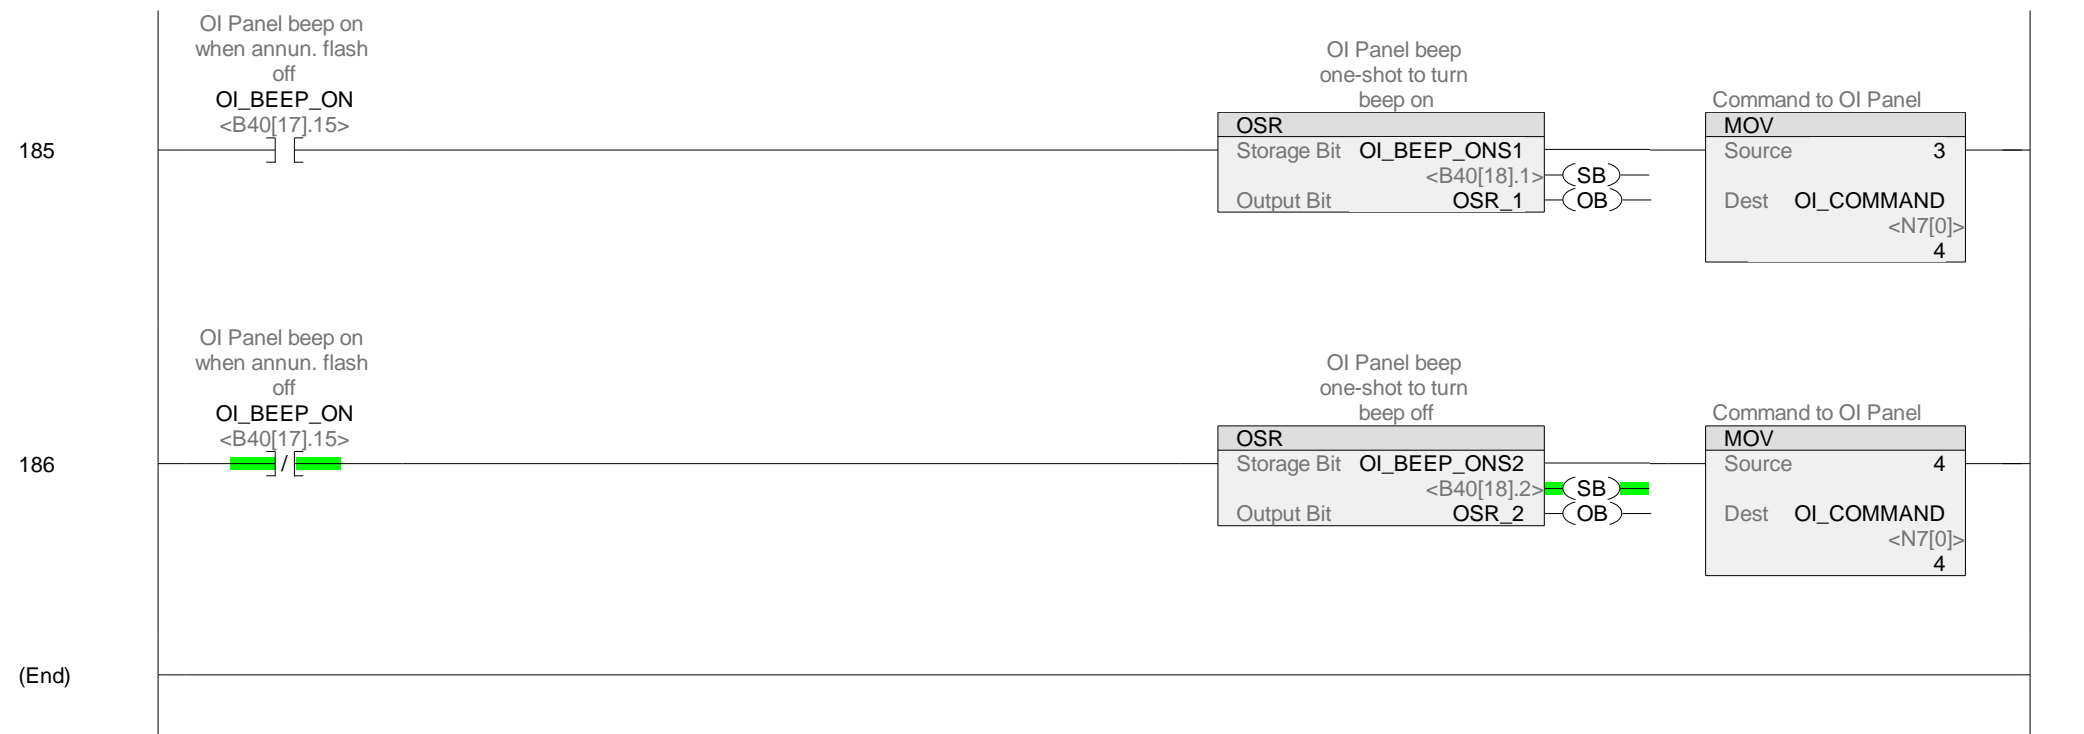 OI Panel beep on
when annun. flash
off
OI_BEEP_ON
<B40[17].15>
185
OI Panel beep
one-shot to turn
beep on
OSR
Storage Bit OI_BEEP_ONS1
<B40[18].1>
SB
Output Bit OSR_1
OB
Command to OI Panel
MOV
Source 3
Dest OI_COMMAND
<N7[0]>
4
OI Panel beep on
when annun. flash
off
OI_BEEP_ON
<B40[17].15>
/
186
OI Panel beep
one-shot to turn
beep off
OSR
Storage Bit OI_BEEP_ONS2
<B40[18].2>
SB
Output Bit OSR_2
OB
Command to OI Panel
MOV
Source 4
Dest OI_COMMAND
<N7[0]>
4
(End)